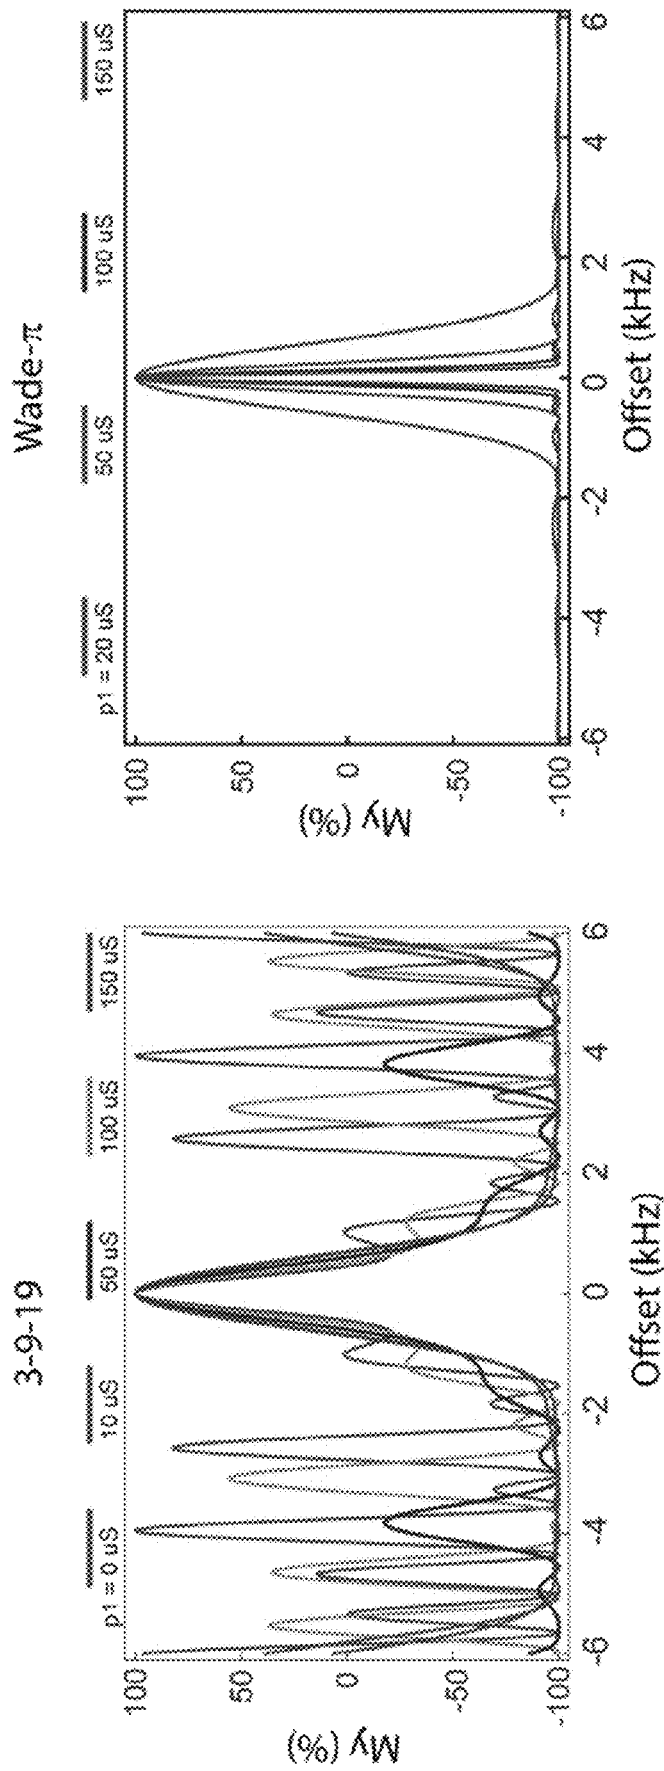 3-9-19
p1 = 0 uS 10 uS 50 uS 100 uS 150 uS
100
50
0
-50
-100
My (%)
-6 -4 -2 0 2 4 6
Offset (kHz)
Wade-π
p1 = 20 uS 50 uS 100 uS 150 uS
100
50
0
-50
-100
My (%)
-6 -4 -2 0 2 4 6
Offset (kHz)